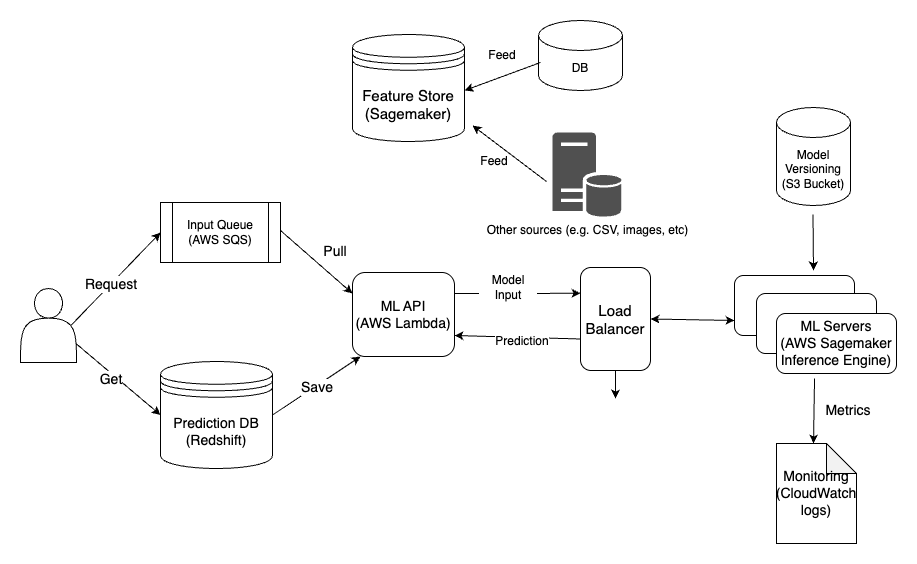 Feed
DB
Feature Store
(Sagemaker)
Feed
Other sources (e.g. CSV, images, etc)
Model
Versioning
(S3 Bucket)
Input Queue
(AWS SQS)
Pull
Request
ML API
(AWS Lambda)
Model
Input
Prediction
Load
Balancer
ML Servers
(AWS Sagemaker
Inference Engine)
Get
Save
Prediction DB
(Redshift)
Metrics
Monitoring
(CloudWatch
logs)